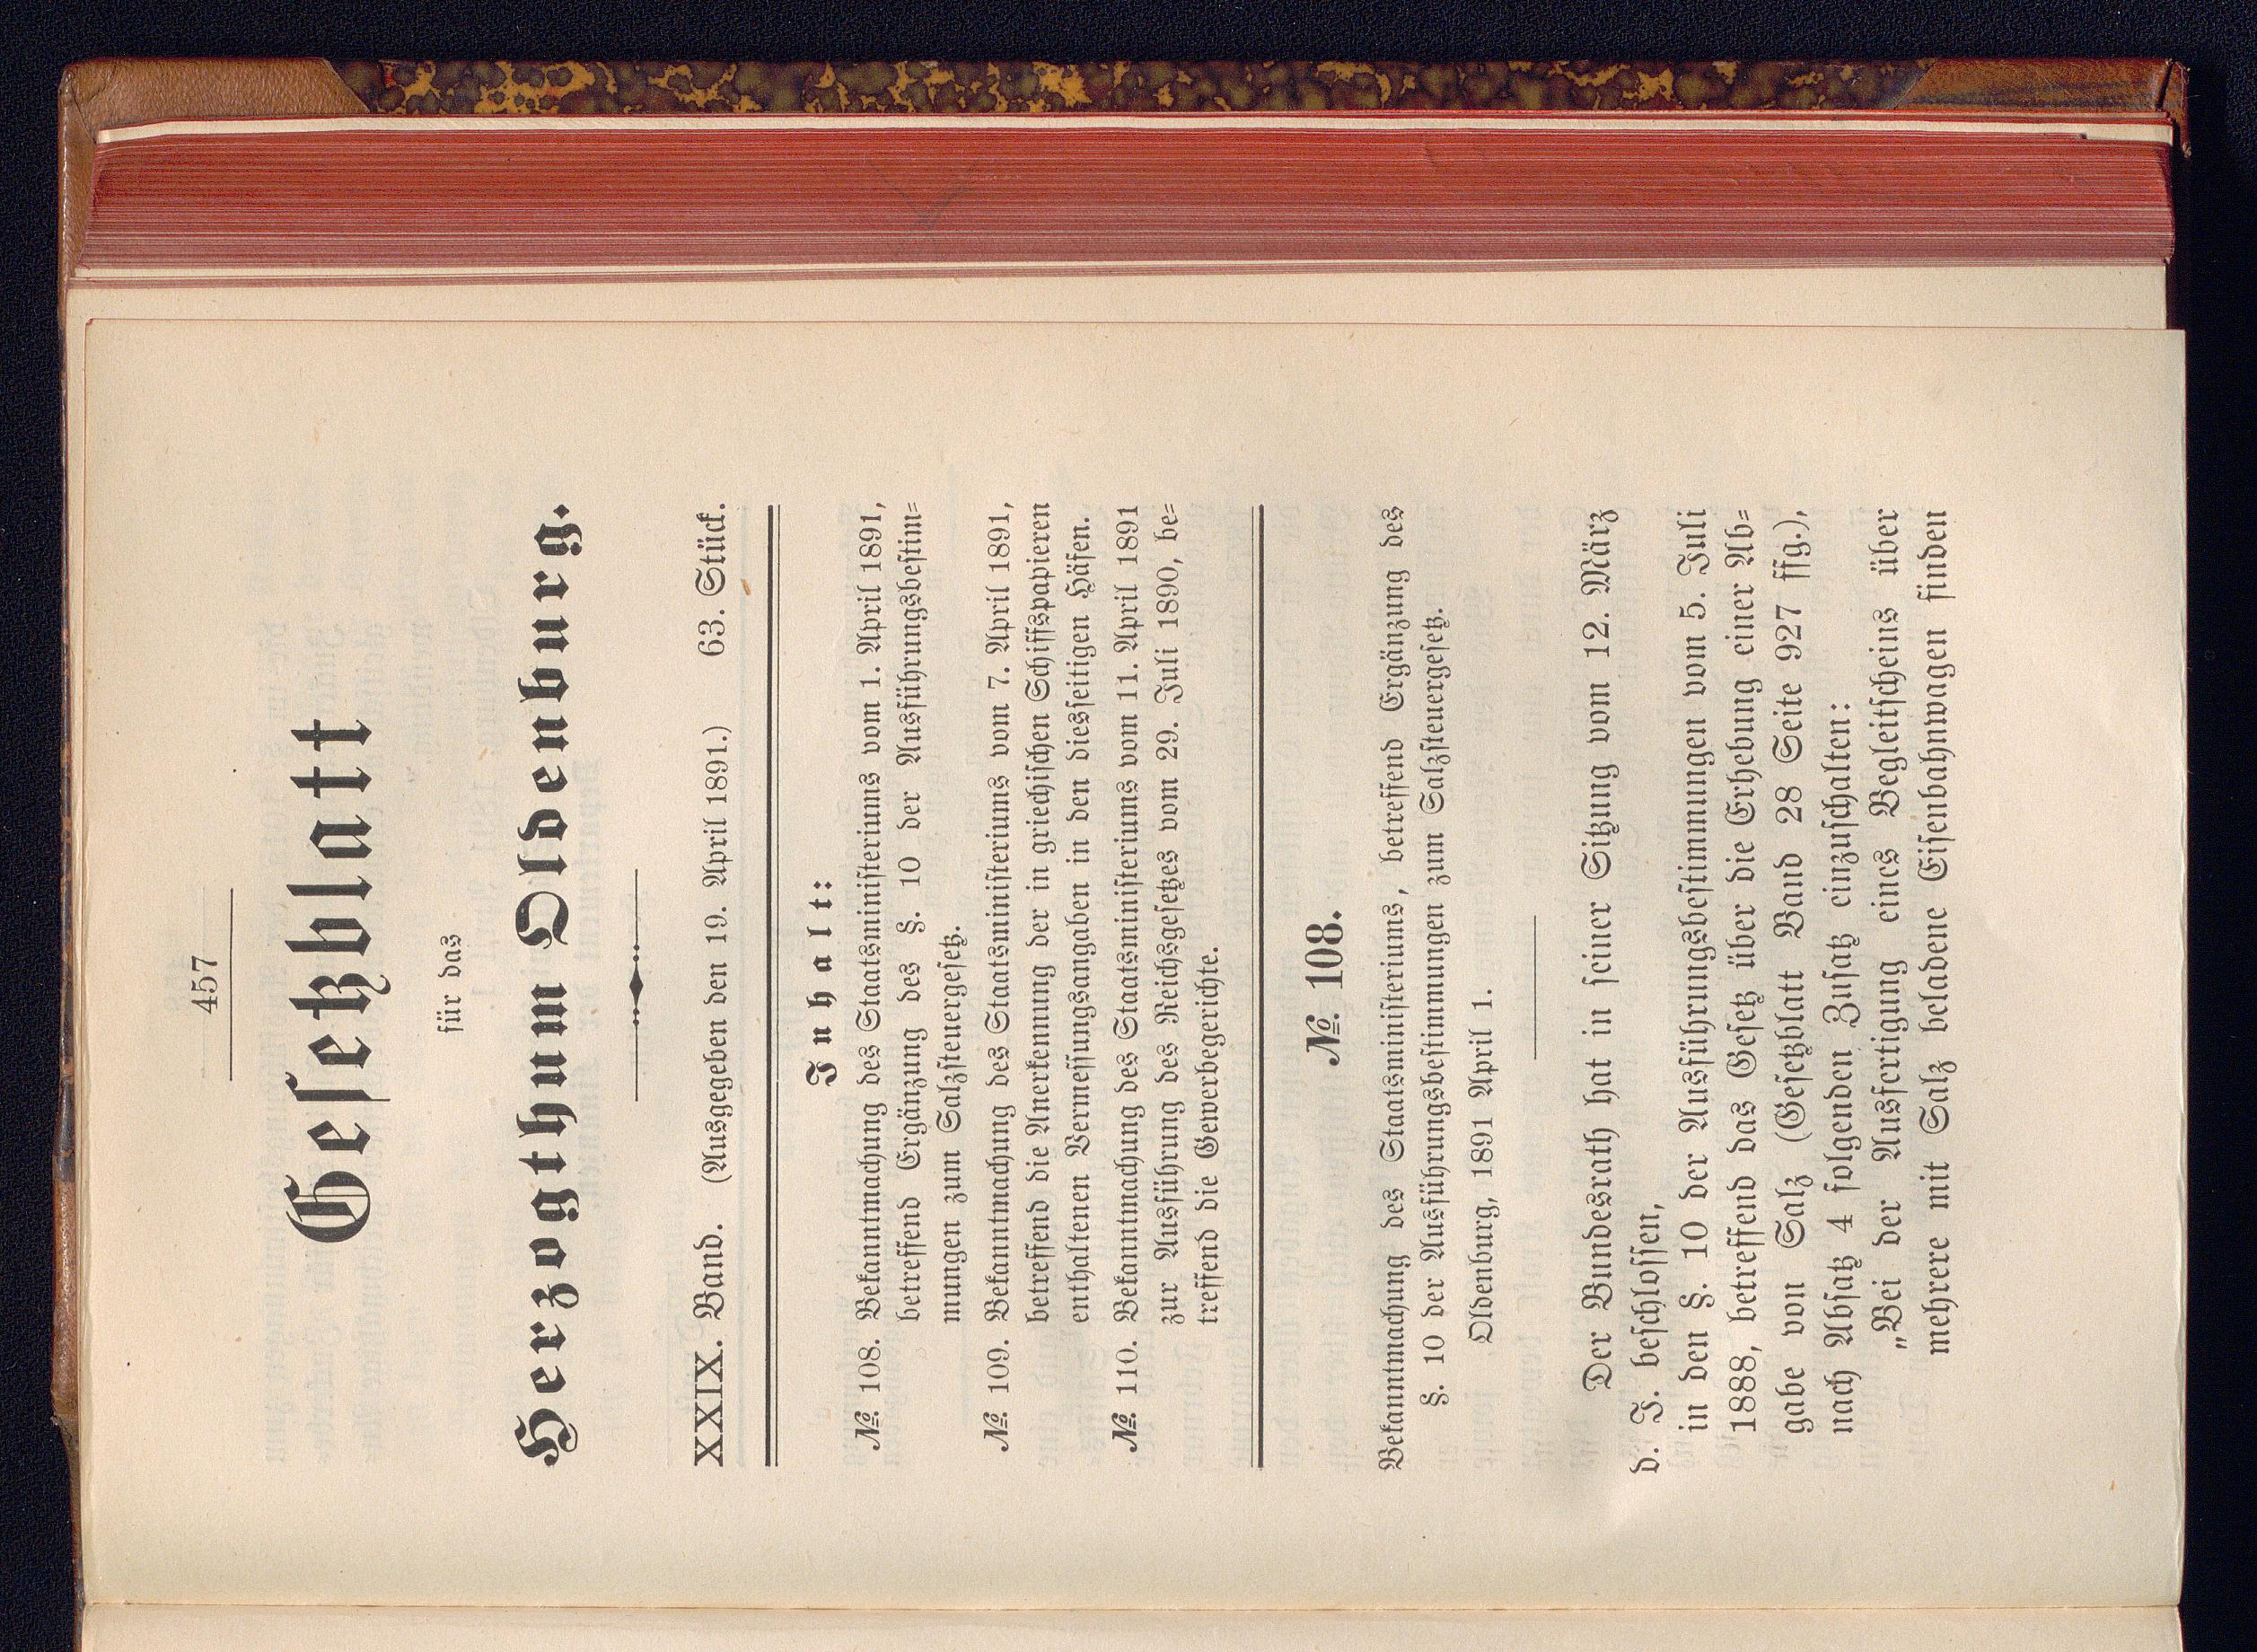 457
Gesetzblatt
für das
Herzogthum Oldenburg.
XXIX. Band. (Ausgegeben den 19. April 1891.) 63. Stück.
Inhalt:
№. 108. Bekanntmachung des Staatsministeriums vom 1. April 1891,
betreffend Ergänzung des §. 10 der Ausführungsbestim-
mungen zum Salzsteuergesetz.
№. 109. Bekanntmachung des Staatsministeriums vom 7. April 1891,
betreffend die Anerkennung der in griechischen Schiffspapieren
enthaltenen Vermessungsangaben in den diesseitigen Häfen.
№. 110. Bekanntmachung des Staatsministeriums vom 11. April 1891
zur Ausführung des Reichsgesetzes vom 29. Juli 1890, be-
treffend die Gewerbegerichte.
№. 108.
Bekanntmachung des Staatsministeriums, betreffend Ergänzung des
§. 10 der Ausführungsbestimmungen zum Salzsteuergesetz.
Oldenburg, 1891 April 1.
Der Bundesrath hat in seiner Sitzung vom 12. März
d. J. beschlossen,
in den §. 10 der Ausführungsbestimmungen vom 5. Juli
1888, betreffend das Gesetz über die Erhebung einer Ab-
gabe von Salz (Gesetzblatt Band 28 Seite 927 ffg.),
nach Absatz 4 folgenden Zusatz einzuschalten:
„Bei der Ausfertigung eines Begleitscheins über
mehrere mit Salz beladene Eisenbahnwagen finden